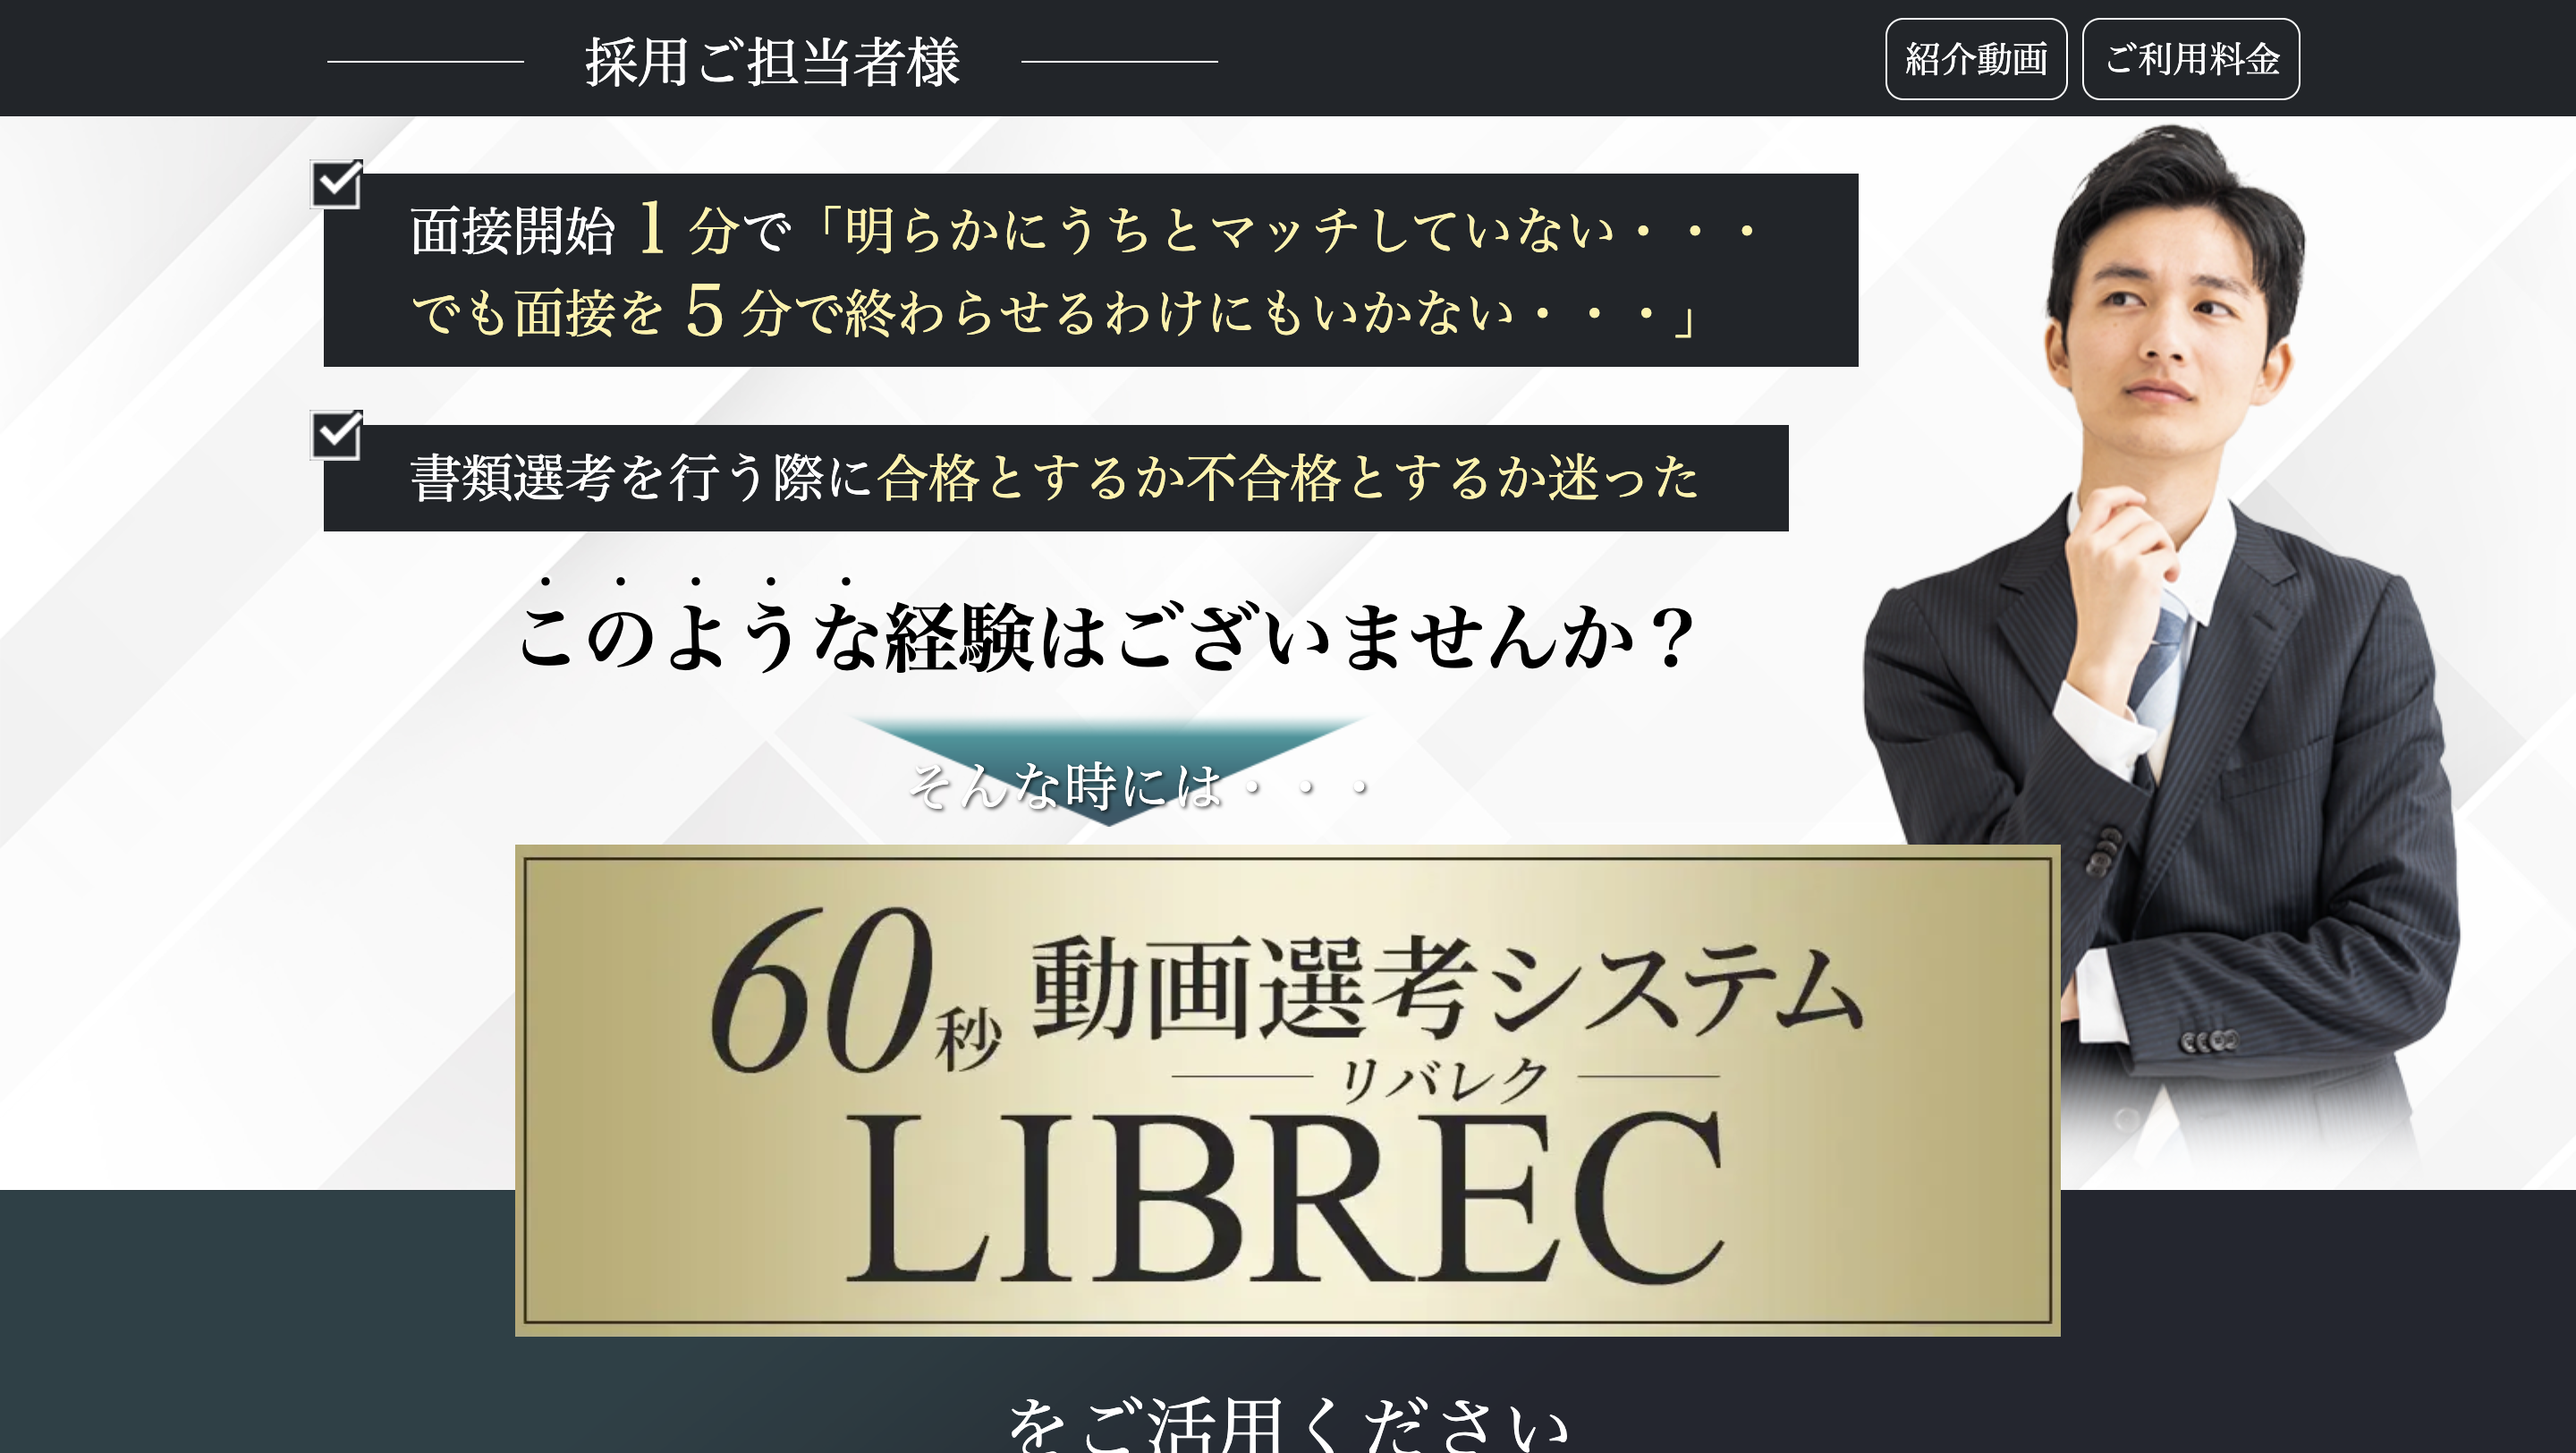 採用ご担当者様
紹介動画
ご利用料金
面接開始1分で「明らかにうちとマッチしていない・・・
でも面接を5分で終わらせるわけにもいかない・・・」
書類選考を行う際に合格とするか不合格とするか迷った
このような経験はございませんか？
そんな時には・・・
60秒動画選考システム
リバレク
LIBREC
をご活用ください